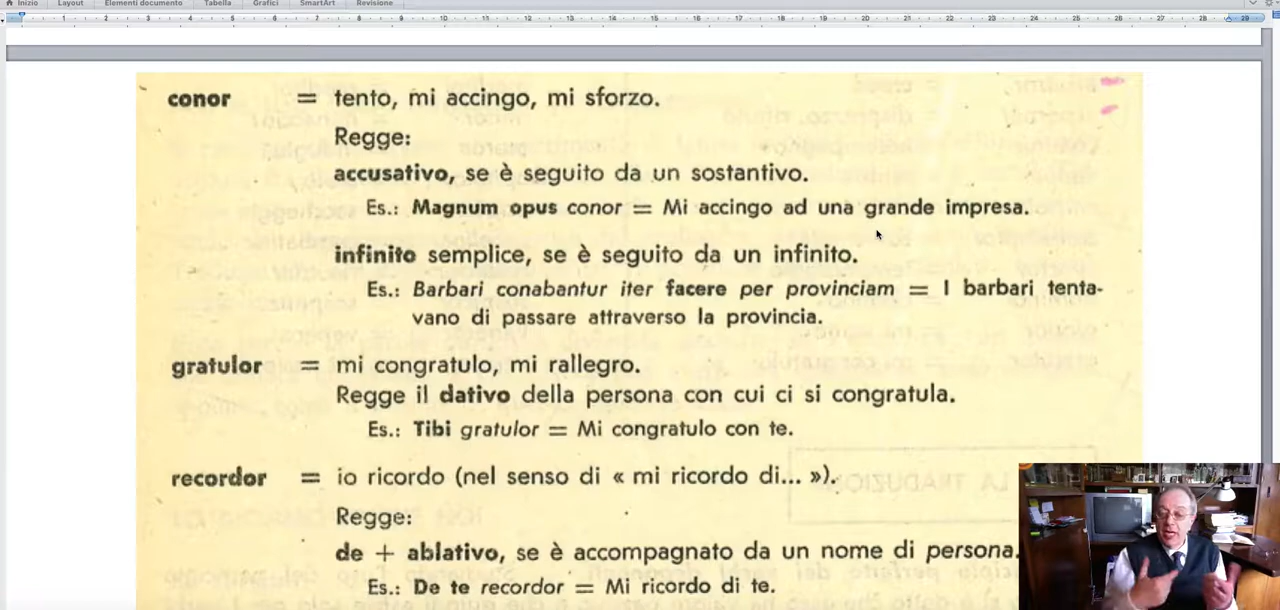 Inizio Layout Elementi documento Tabella Grafici SmartArt Revisione
conor = tento, mi accingo, mi sforzo.
Regge:
accusativo, se è seguito da un sostantivo.
Es.: Magnum opus conor = Mi accingo ad una grande impresa.
infinito semplice, se è seguito da un infinito.
Es.: Barbari conabantur iter facere per provinciam = I barbari tenta-
vano di passare attraverso la provincia.
gratulor = mi congratulo, mi rallegro.
Regge il dativo della persona con cui ci si congratula.
Es.: Tibi gratulor = Mi congratulo con te.
recordor = io ricordo (nel senso di « mi ricordo di... »).
Regge:
de + ablativo, se è accompagnato da un nome di persona.
Es.: De te recordor = Mi ricordo di te.